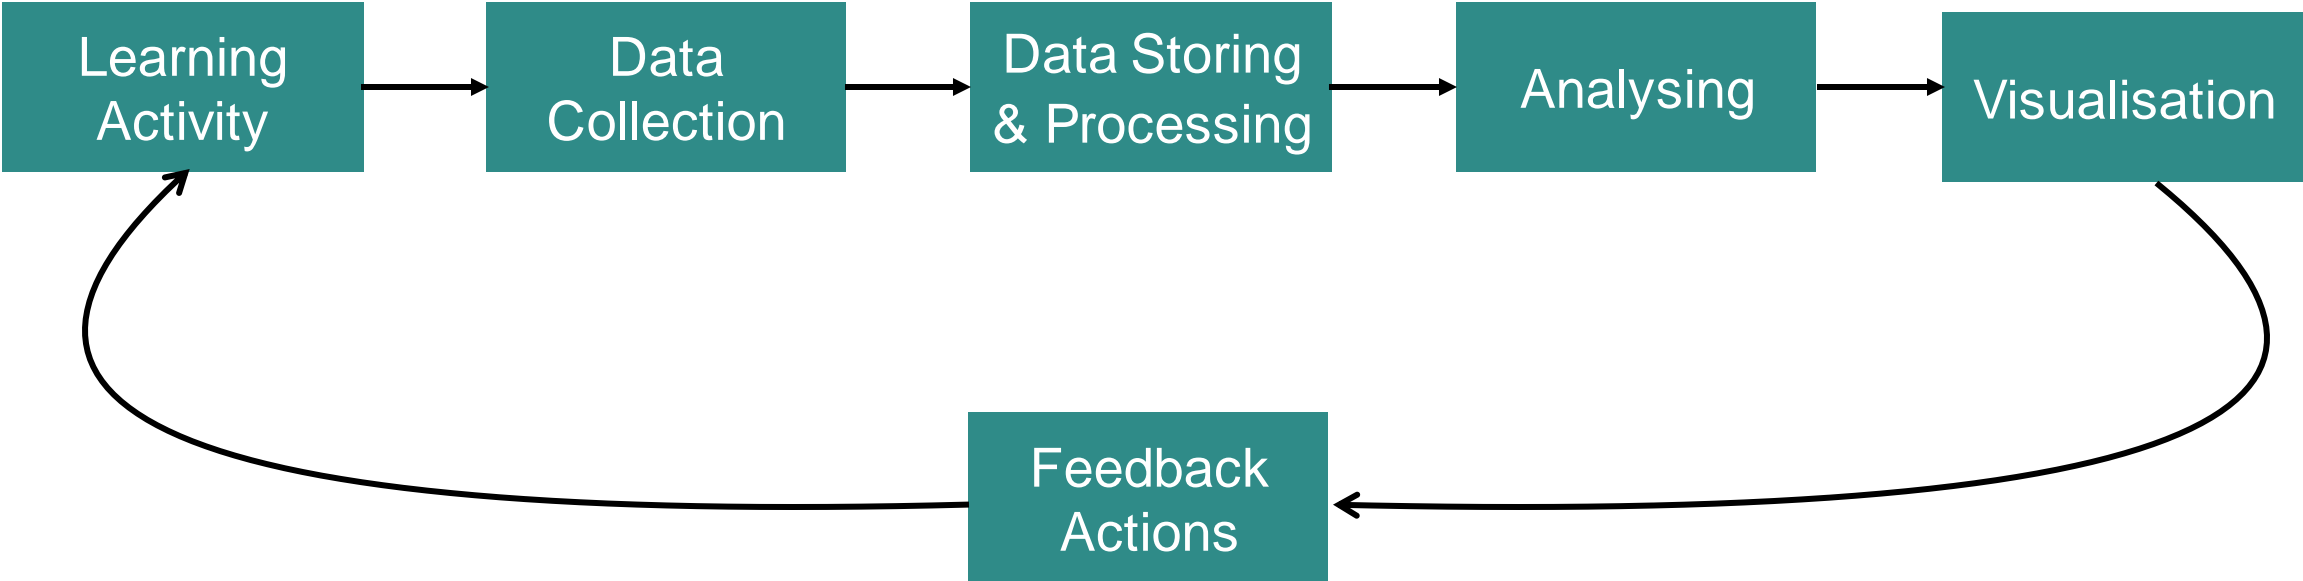 Learning
Activity
Data
Collection
Data Storing
& Processing
Analysing
Visualisation
Feedback
Actions